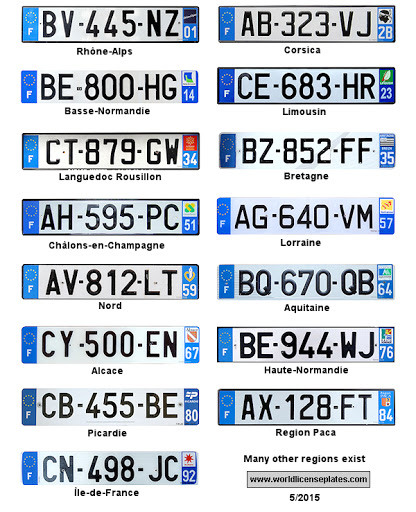 F BV-445-NZ 01
Rhône-Alps
F AB-323-VJ 2B
Corsica
F BE-800-HG 14
Basse-Normandie
F CE-683-HR 23
Limousin
F CT-879-GW 34
Languedoc Rousillon
F BZ-852-FF 35
Bretagne
F AH-595-PC 51
Châlons-en-Champagne
F AG-640-VM 57
Lorraine
F AV-812-LT 59
Nord
F BQ-670-QB 64
Aquitaine
F CY-500-EN 67
Alcace
F BE-944-WJ 76
Haute-Normandie
F CB-455-BE 80
Picardie
F AX-128-FT 84
Region Paca
F CN-498-JC 92
Île-de-France
Many other regions exist
www.worldlicenseplates.com
5/2015